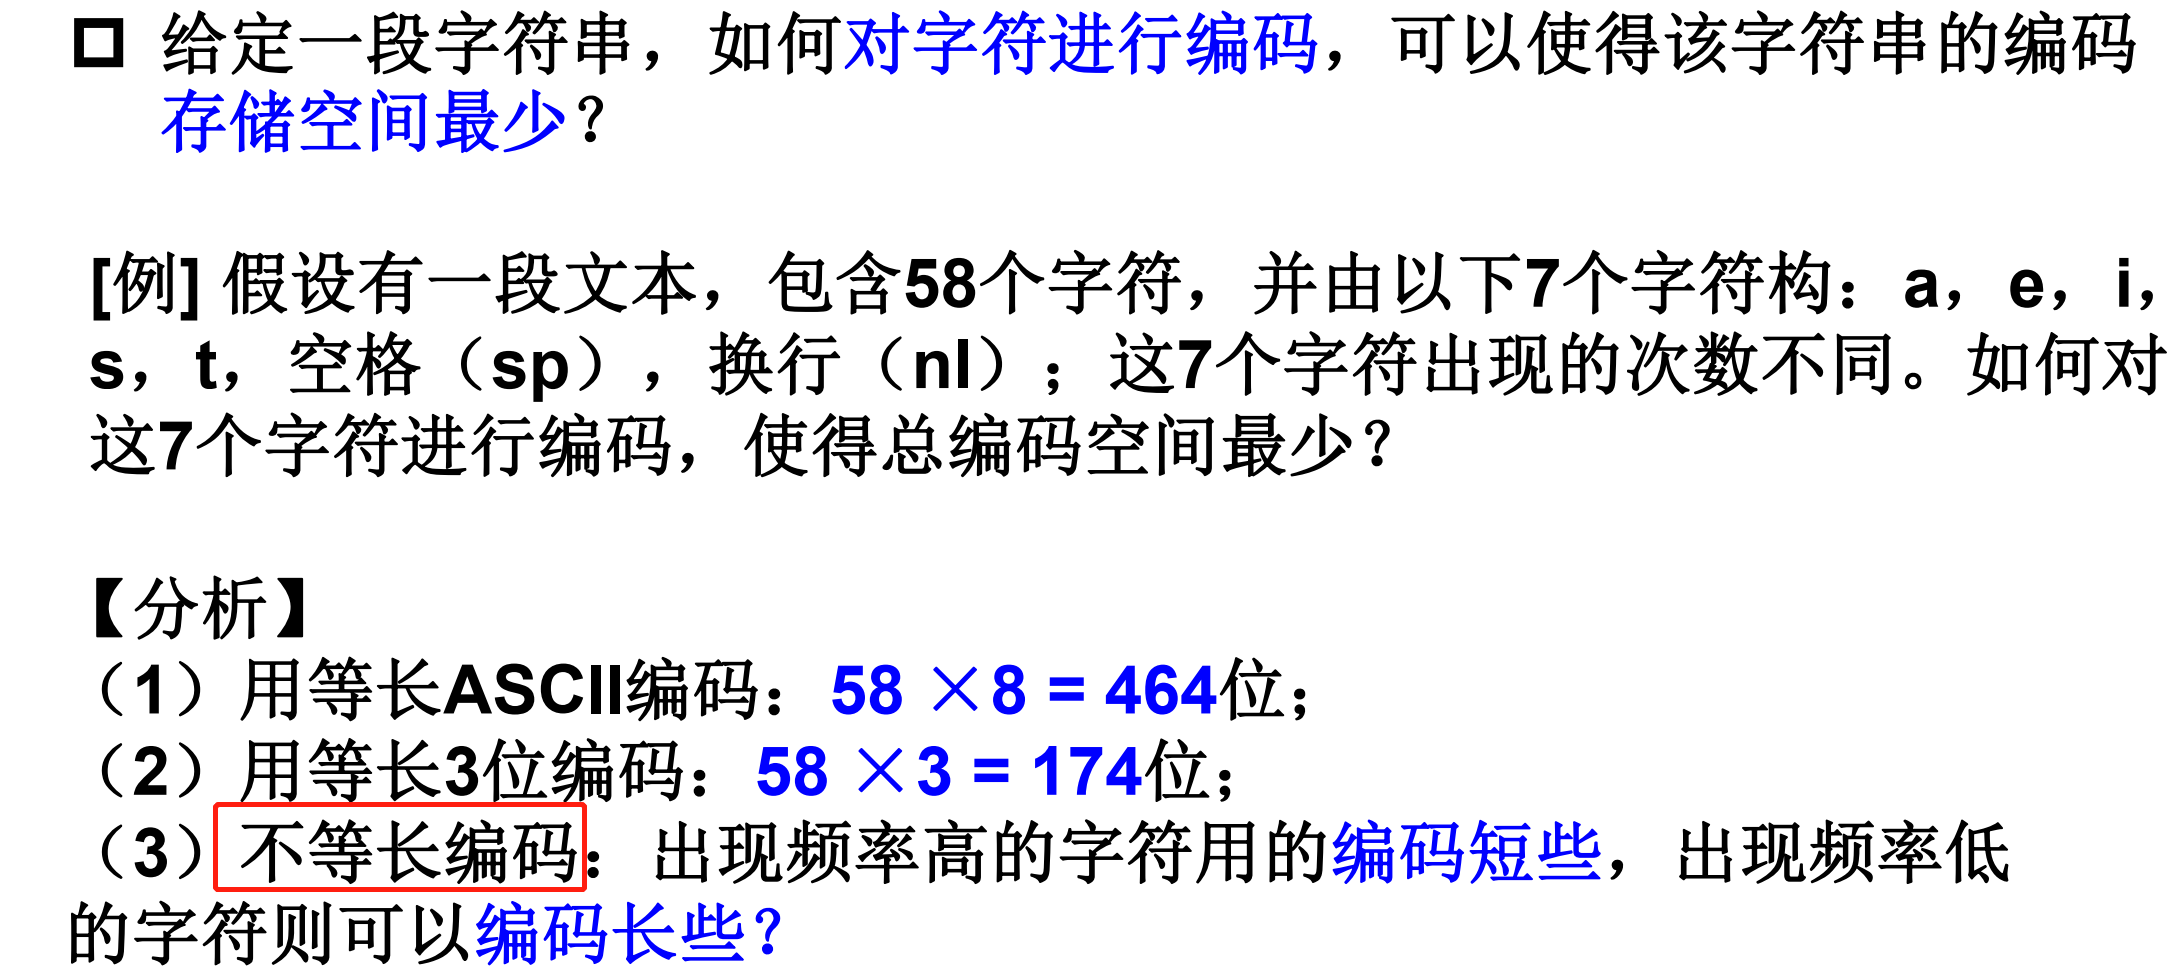 给定一段字符串，如何对字符进行编码，可以使得该字符串的编码
存储空间最少？
[例] 假设有一段文本，包含58个字符，并由以下7个字符构：a，e，i，
s，t，空格（sp），换行（nl）；这7个字符出现的次数不同。如何对
这7个字符进行编码，使得总编码空间最少？
【分析】
（1）用等长ASCII编码：58 ×8 = 464位；
（2）用等长3位编码：58 ×3 = 174位；
（3）不等长编码：出现频率高的字符用的编码短些，出现频率低
的字符则可以编码长些？